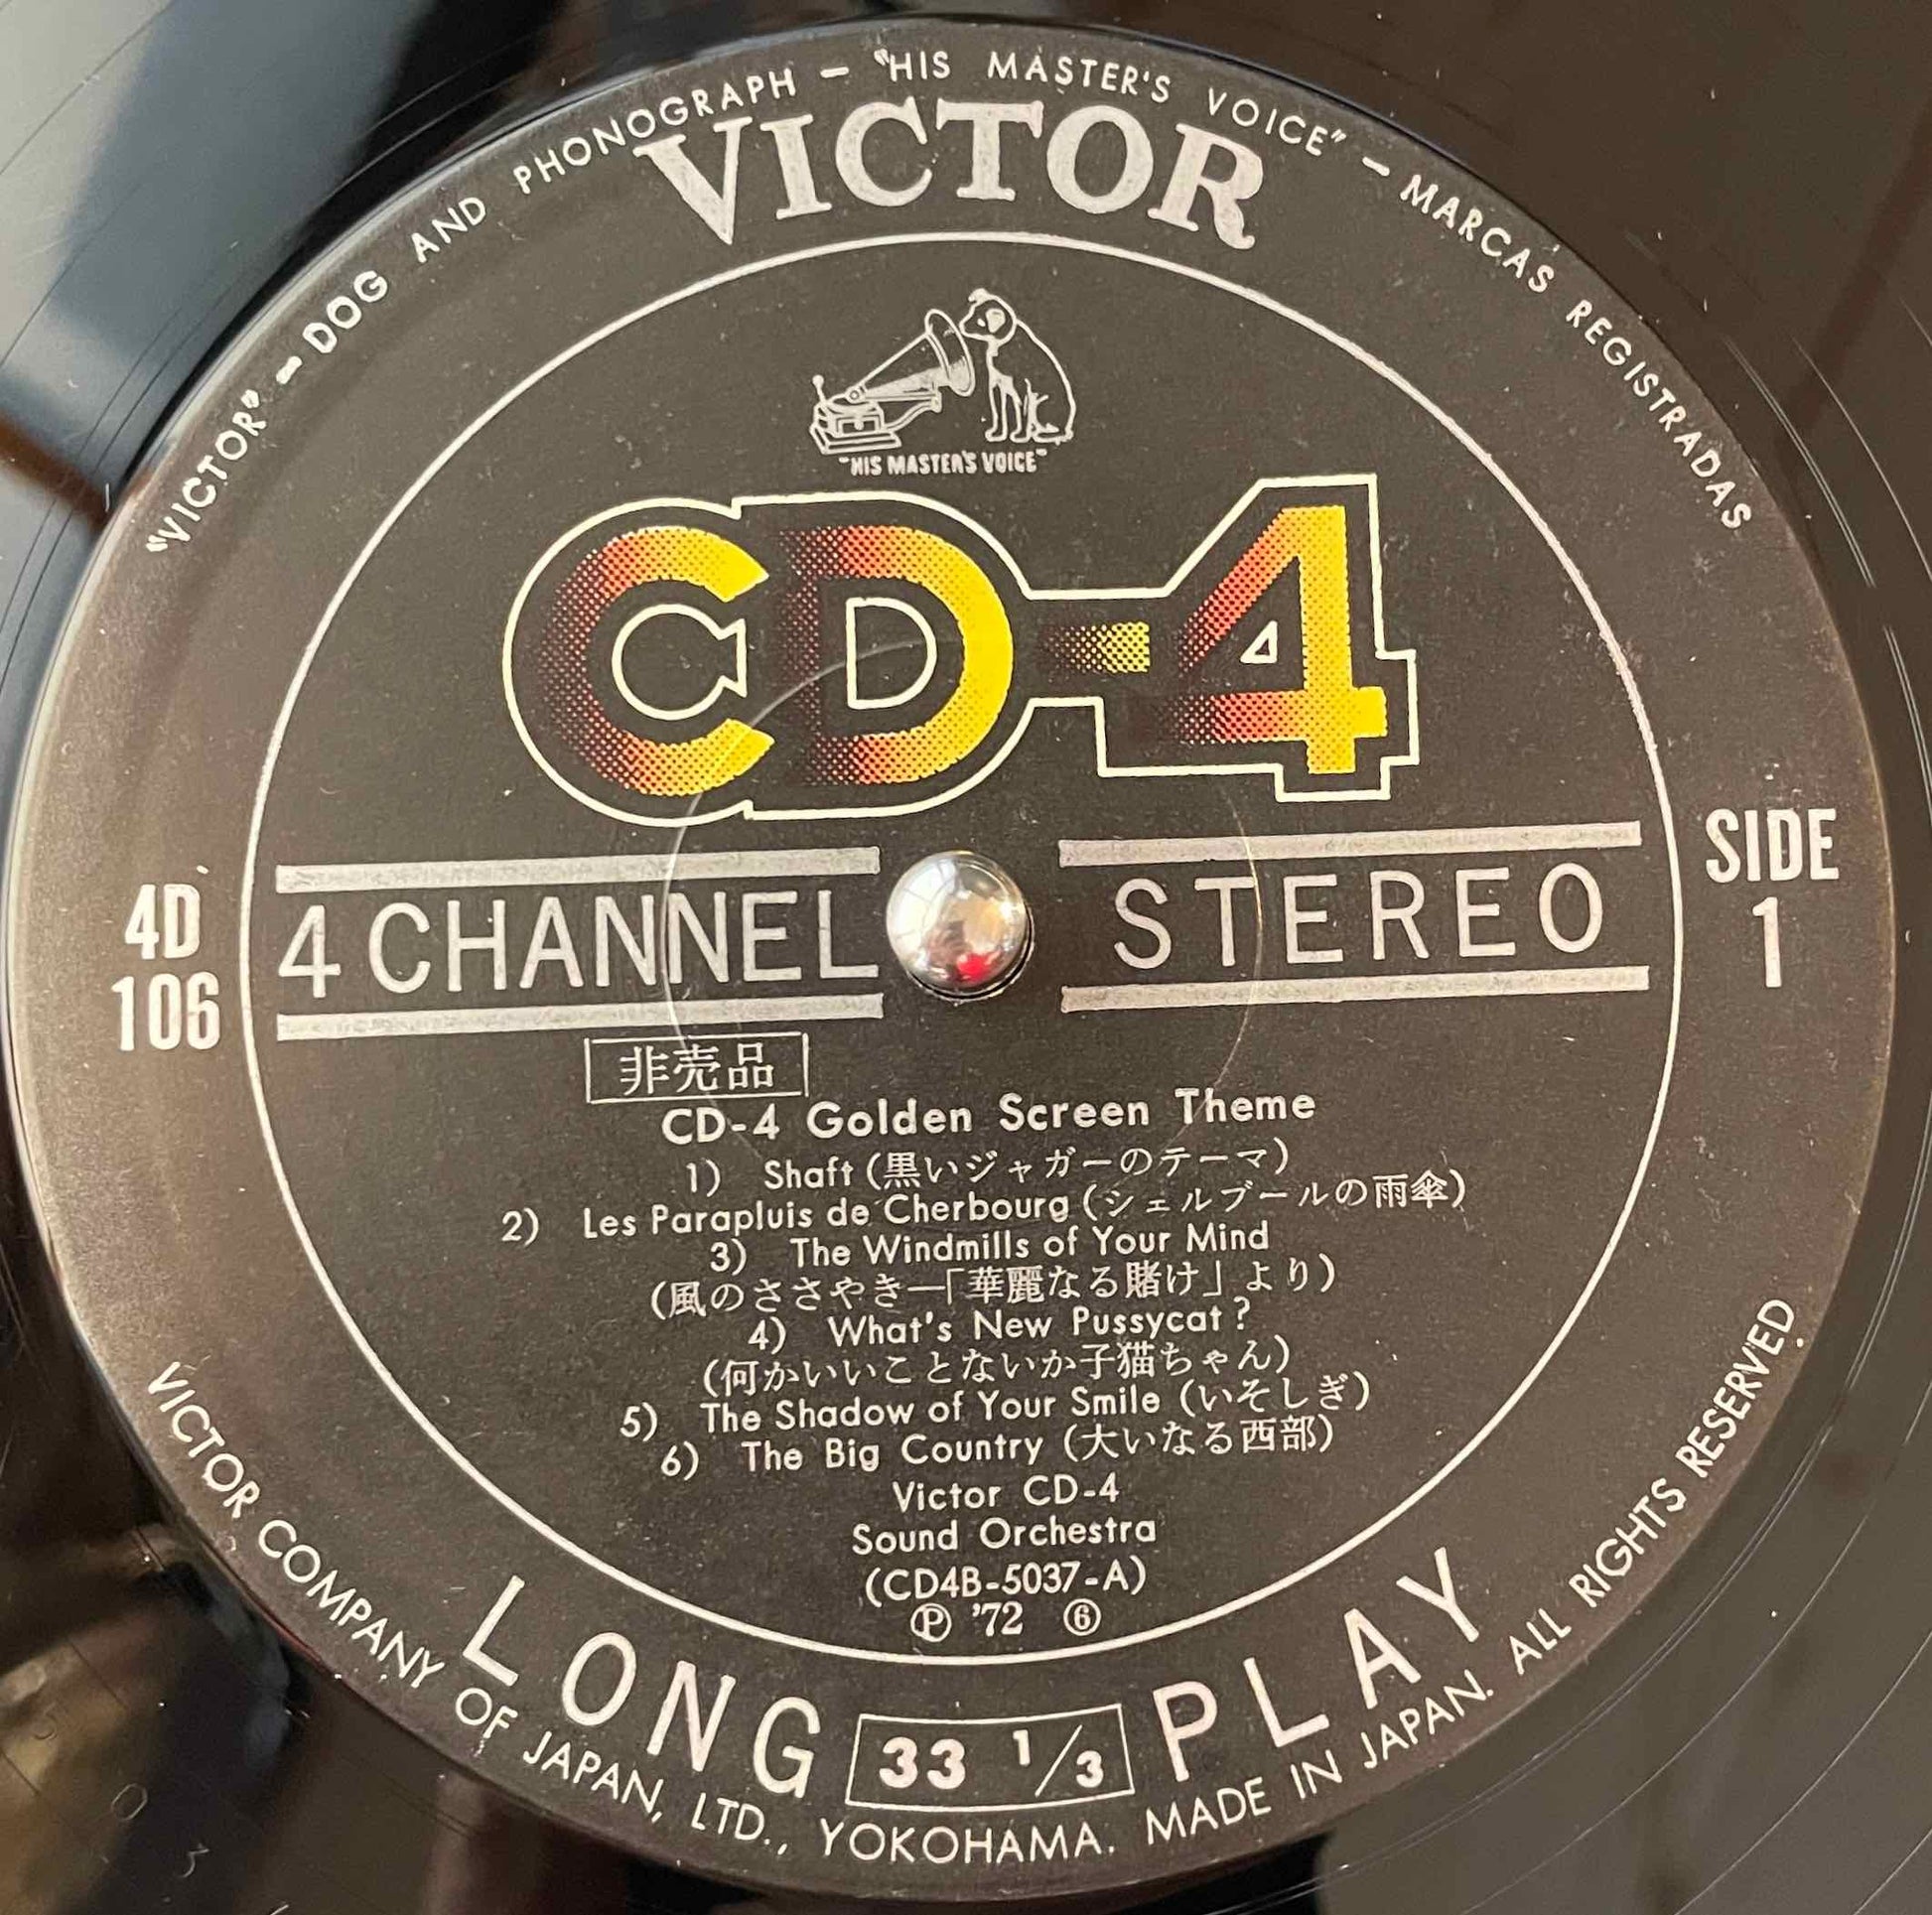 "VICTOR" – DOG AND PHONOGRAPH – "HIS MASTER'S VOICE" – MARCAS REGISTRADAS
VICTOR
"HIS MASTER'S VOICE"
CD-4
4 CHANNEL STEREO
4D
106
SIDE
1
非売品
CD-4 Golden Screen Theme
1) Shaft (黒いジャガーのテーマ)
2) Les Parapluis de Cherbourg (シェルブールの雨傘)
3) The Windmills of Your Mind
(風のささやき—「華麗なる賭け」より)
4) What's New Pussycat?
(何かいいことないか子猫ちゃん)
5) The Shadow of Your Smile (いそしぎ)
6) The Big Country (大いなる西部)
Victor CD-4
Sound Orchestra
(CD4B-5037-A)
Ⓟ '72 ⑥
LONG 33 1/3 PLAY
VICTOR COMPANY OF JAPAN, LTD., YOKOHAMA. MADE IN JAPAN. ALL RIGHTS RESERVED.